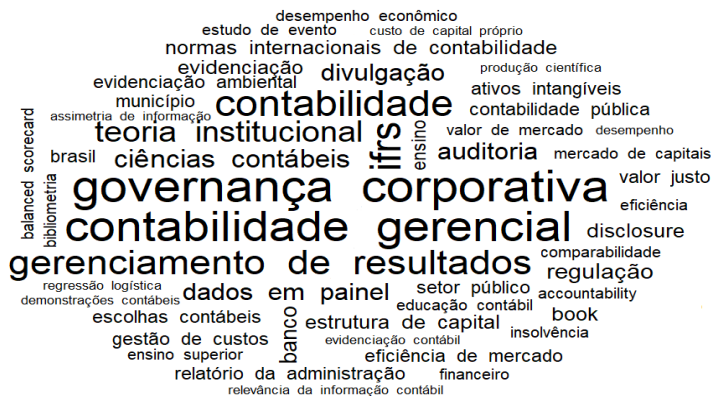 desempenho econômico
estudo de evento
custo de capital próprio
normas internacionais de contabilidade
evidenciação
divulgação
produção científica
evidenciação ambiental
ativos intangíveis
município
contabilidade
contabilidade pública
assimetria de informação
teoria institucional
ifrs
ensino
valor de mercado
desempenho
balanced scorecard
brasil
ciências contábeis
auditoria
mercado de capitais
bibliometria
governança corporativa
valor justo
eficiência
contabilidade gerencial
disclosure
comparabilidade
gerenciamento de resultados
regulação
regressão logística
demonstrações contábeis
dados em painel
setor público
accountability
educação contábil
escolhas contábeis
banco
estrutura de capital
book
insolvência
gestão de custos
evidenciação contábil
ensino superior
eficiência de mercado
relatório da administração
financeiro
relevância da informação contábil